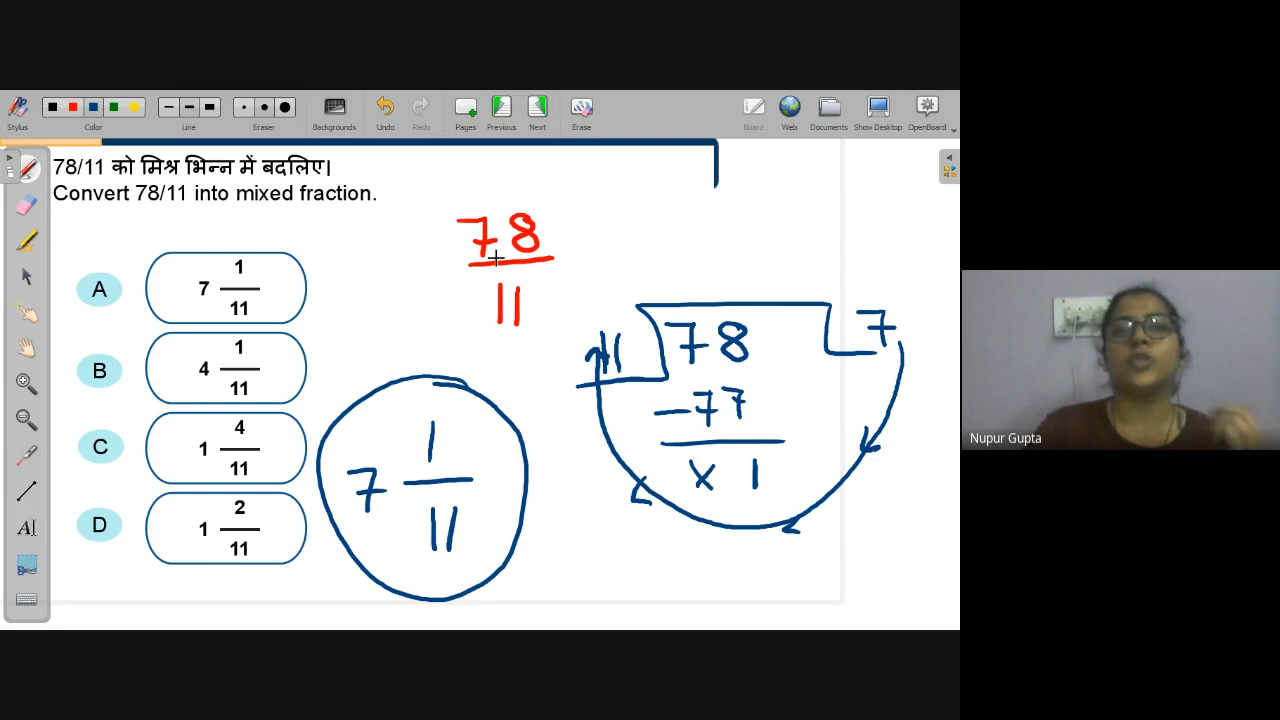 Stylus Color Line Eraser Backgrounds Undo Redo Pages Previous Next Erase Board Web Documents Show Desktop OpenBoard
78/11 को मिश्र भिन्न में बदलिए।
Convert 78/11 into mixed fraction.
78
11
A 7 1/11
B 4 1/11
C 1 4/11
D 1 2/11
11 78 7
-77
x 1
7 1/11
AI
Nupur Gupta